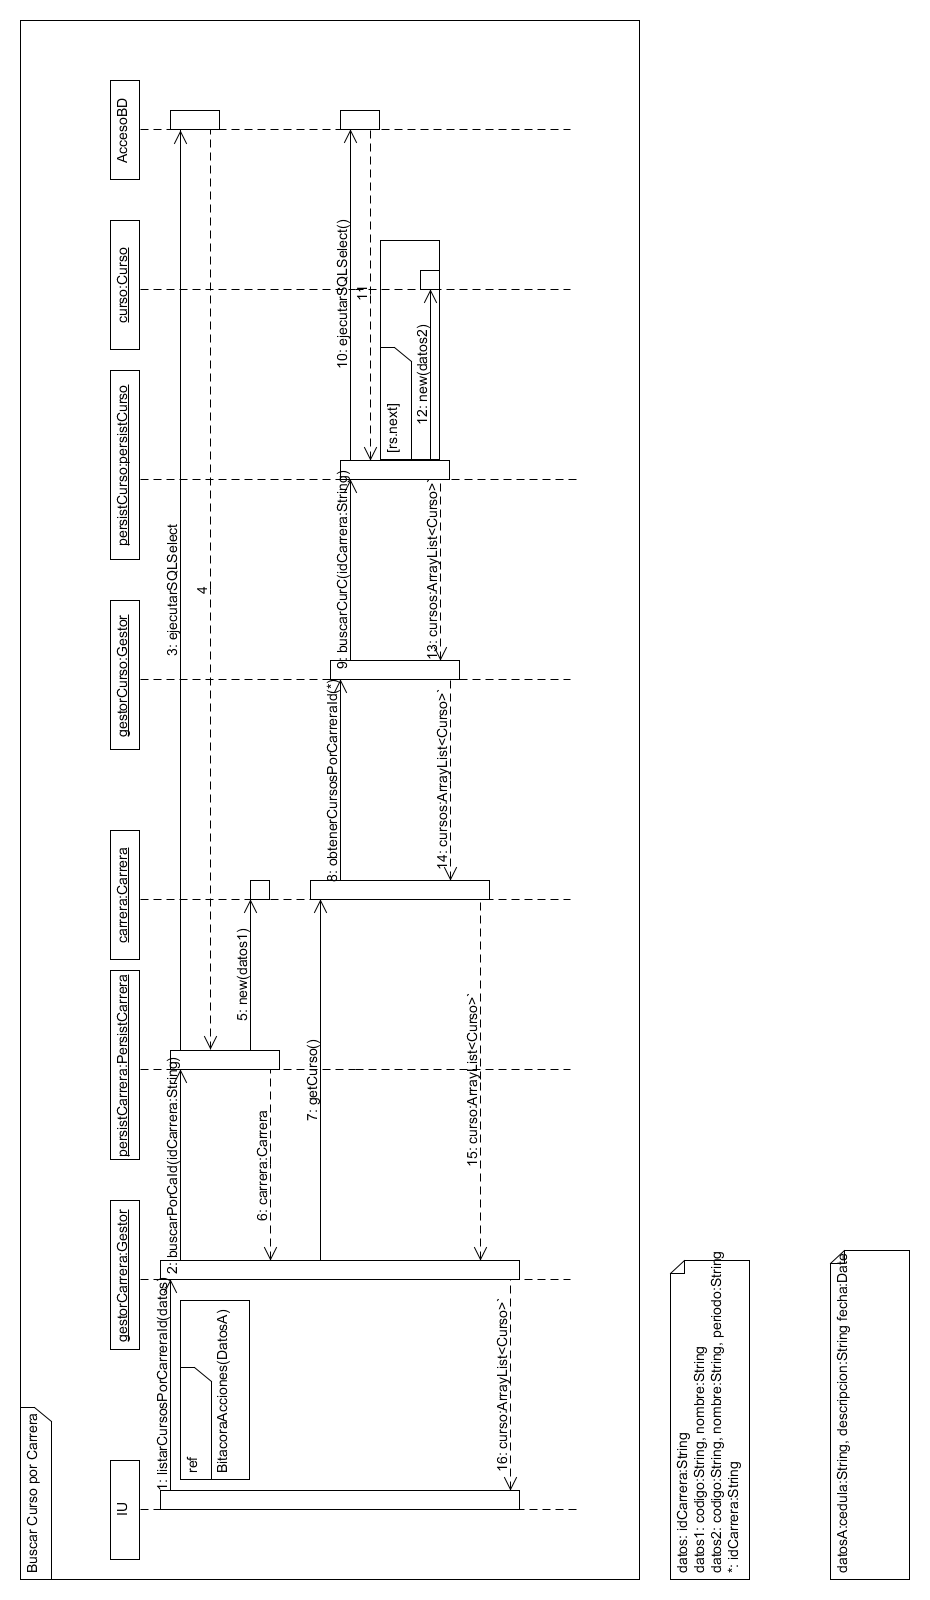 Buscar Curso por Carrera
IU
gestorCarrera:Gestor
persistCarrera:PersistCarrera
carrera:Carrera
gestorCurso:Gestor
persistCurso:persistCurso
curso:Curso
AccesoBD
1: listarCursosPorCarreraId(datos)
ref
BitacoraAcciones(DatosA)
2: buscarPorCaId(idCarrera:String)
3: ejecutarSQLSelect
4
5: new(datos1)
6: carrera:Carrera
7: getCurso()
8: obtenerCursosPorCarreraId(*)
9: buscarCurC(idCarrera:String)
10: ejecutarSQLSelect()
11
[rs.next]
12: new(datos2)
13: cursos:ArrayList<Curso>`
14: cursos:ArrayList<Curso>`
15: curso:ArrayList<Curso>`
16: curso:ArrayList<Curso>`
datos: idCarrera:String
datos1: codigo:String, nombre:String
datos2: codigo:String, nombre:String, periodo:String
*: idCarrera:String
datosA:cedula:String, descripcion:String fecha:Date